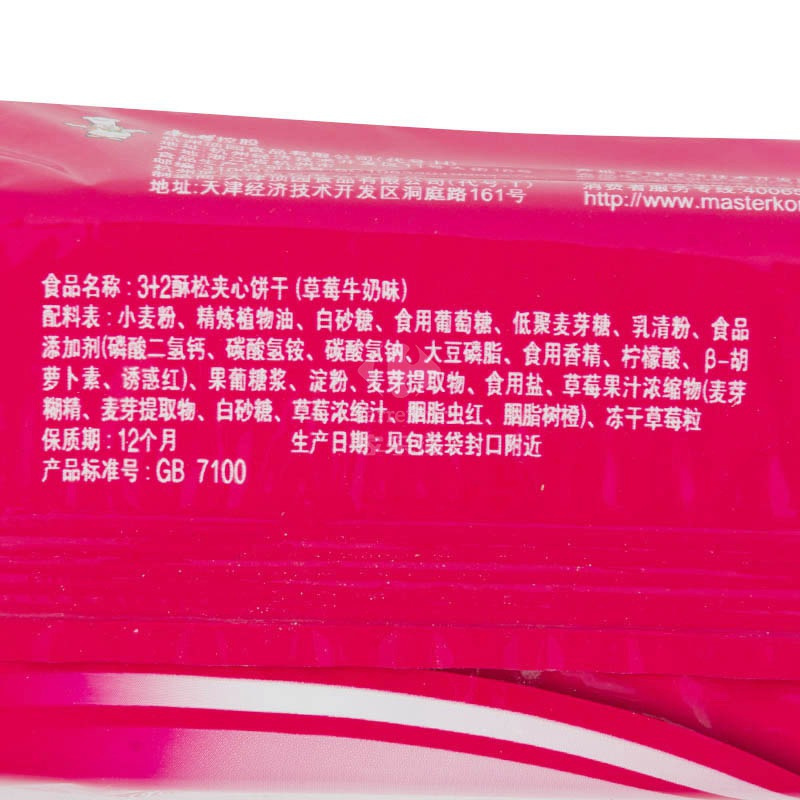 地址:天津经济技术开发区洞庭路161号
消费者服务专线:40065
http://www.masterkon
食品名称：3+2酥松夹心饼干(草莓牛奶味)
配料表：小麦粉、精炼植物油、白砂糖、食用葡萄糖、低聚麦芽糖、乳清粉、食品
添加剂(磷酸二氢钙、碳酸氢铵、碳酸氢钠、大豆磷脂、食用香精、柠檬酸、β-胡
萝卜素、诱惑红)、果葡糖浆、淀粉、麦芽提取物、食用盐、草莓果汁浓缩物(麦芽
糊精、麦芽提取物、白砂糖、草莓浓缩汁、胭脂虫红、胭脂树橙)、冻干草莓粒
保质期：12个月 生产日期：见包装袋封口附近
产品标准号：GB 7100